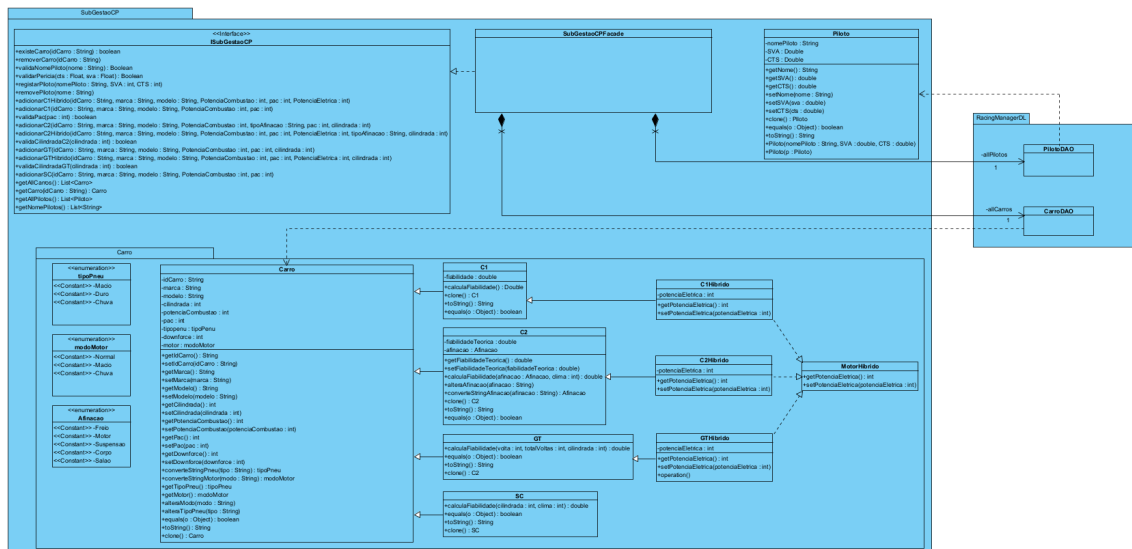 SubGestaoCP
<<Interface>>
ISubGestaoCP
+existeCarro(idCarro : String) : boolean
+removerCarro(idCarro : String)
+validaNomePiloto(nome : String) : Boolean
+validarPericia(cts : Float, sva : Float) : Boolean
+registerPiloto(nomePiloto : String, SVA : int, CTS : int)
+removePiloto(nome : String)
+adicionarC1Hibrido(idCarro : String, marca : String, modelo : String, PotenciaCombustao : int, pac : int, PotenciaEletrica : int)
+adicionarC1(idCarro : String, marca : String, modelo : String, PotenciaCombustao : int, pac : int)
+validaPac(pac : int) : boolean
+adicionarC2(idCarro : String, marca : String, modelo : String, PotenciaCombustao : int, tipoAfinacao : String, pac : int, cilindrada : int)
+adicionarC2Hibrido(idCarro : String, marca : String, modelo : String, PotenciaCombustao : int, pac : int, PotenciaEletrica : int, tipoAfinacao : String, cilindrada : int)
+validaCilindradaC2(cilindrada : int) : boolean
+adicionarGT(idCarro : String, marca : String, modelo : String, PotenciaCombustao : int, pac : int, cilindrada : int)
+adicionarGTHibrido(idCarro : String, marca : String, modelo : String, PotenciaCombustao : int, pac : int, PotenciaEletrica : int, cilindrada : int)
+validaCilindradaGT(cilindrada : int) : boolean
+adicionarSC(idCarro : String, marca : String, modelo : String, PotenciaCombustao : int, pac : int)
+getAllCarros() : List<Carro>
+getCarro(idCarro : String) : Carro
+getAllPilotos() : List<Piloto>
+getNomePilotos() : List<String>
SubGestaoCPFacade
Piloto
-nomePiloto : String
-SVA : Double
-CTS : Double
+getNome() : String
+getSVA() : double
+getCTS() : double
+setNome(nome : String)
+setSVA(sva : double)
+setCTS(cts : double)
+clone() : Piloto
+equals(o : Object) : boolean
+toString() : String
+Piloto(nomePiloto : String, SVA : double, CTS : double)
+Piloto(p : Piloto)
RacingManagerDL
PilotoDAO
CarroDAO
-allPilotos
1
-allCarros
1
Carro
<<enumeration>>
tipoPneu
<<Constant>> -Macio
<<Constant>> -Duro
<<Constant>> -Chuva
<<enumeration>>
modoMotor
<<Constant>> -Normal
<<Constant>> -Macio
<<Constant>> -Chuva
<<enumeration>>
Afinacao
<<Constant>> -Freio
<<Constant>> -Motor
<<Constant>> -Suspensao
<<Constant>> -Corpo
<<Constant>> -Salao
Carro
-idCarro : String
-marca : String
-modelo : String
-cilindrada : int
-potenciaCombustao : int
-pac : int
-tipopenu : tipoPenu
-downforce : int
-motor : modoMotor
+getIdCarro() : String
+setIdCarro(idCarro : String)
+getMarca() : String
+setMarca(marca : String)
+getModelo() : String
+setModelo(modelo : String)
+getCilindrada() : int
+setCilindrada(cilindrada : int)
+getPotenciaCombustao() : int
+setPotenciaCombustao(potenciaCombustao : int)
+getPac() : int
+setPac(pac : int)
+getDownforce() : int
+setDownforce(downforce : int)
+converteStringPneu(tipo : String) : tipoPneu
+converteStringMotor(modo : String) : modoMotor
+getTipoPneu() : tipoPneu
+getMotor() : modoMotor
+alteraModo(modo : String)
+alteraTipoPneu(tipo : String)
+equals(o : Object) : boolean
+toString() : String
+clone() : Carro
C1
-fiabilidade : double
+calculaFiabilidade() : Double
+clone() : C1
+toString() : String
+equals(o : Object) : boolean
C2
-fiabilidadeTeorica : double
-afinacao : Afinacao
+getFiabilidadeTeorica() : double
+setFiabilidadeTeorica(fiabilidadeTeorica : double)
+calculaFiabilidade(afinacao : Afinacao, clima : int) : double
+alteraAfinacao(afinacao : String)
+converteStringAfinacao(afinacao : String) : Afinacao
+clone() : C2
+toString() : String
+equals(o : Object) : boolean
GT
+calculaFiabilidade(volta : int, totalVoltas : int, cilindrada : int) : double
+equals(o : Object) : boolean
+toString() : String
+clone() : C2
SC
+calculaFiabilidade(cilindrada : int, clima : int) : double
+equals(o : Object) : boolean
+toString() : String
+clone() : SC
C1Hibrido
-potenciaEletrica : int
+getPotenciaEletrica() : int
+setPotenciaEletrica(potenciaEletrica : int)
C2Hibrido
-potenciaEletrica : int
+getPotenciaEletrica() : int
+setPotenciaEletrica(potenciaEletrica : int)
GTHibrido
-potenciaEletrica : int
+getPotenciaEletrica() : int
+setPotenciaEletrica(potenciaEletrica : int)
+operation()
MotorHibrido
+getPotenciaEletrica() : int
+setPotenciaEletrica(potenciaEletrica : int)